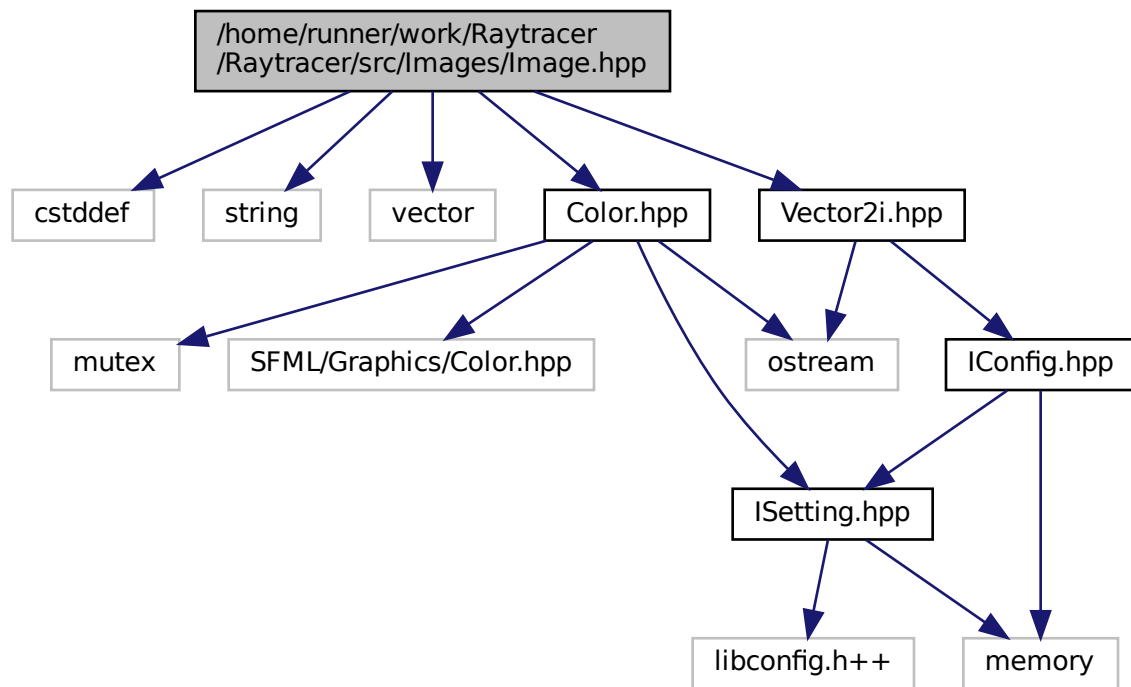 /home/runner/work/Raytracer
/Raytracer/src/Images/Image.hpp
cstddef
string
vector
Color.hpp
Vector2i.hpp
mutex
SFML/Graphics/Color.hpp
ostream
IConfig.hpp
ISetting.hpp
libconfig.h++
memory